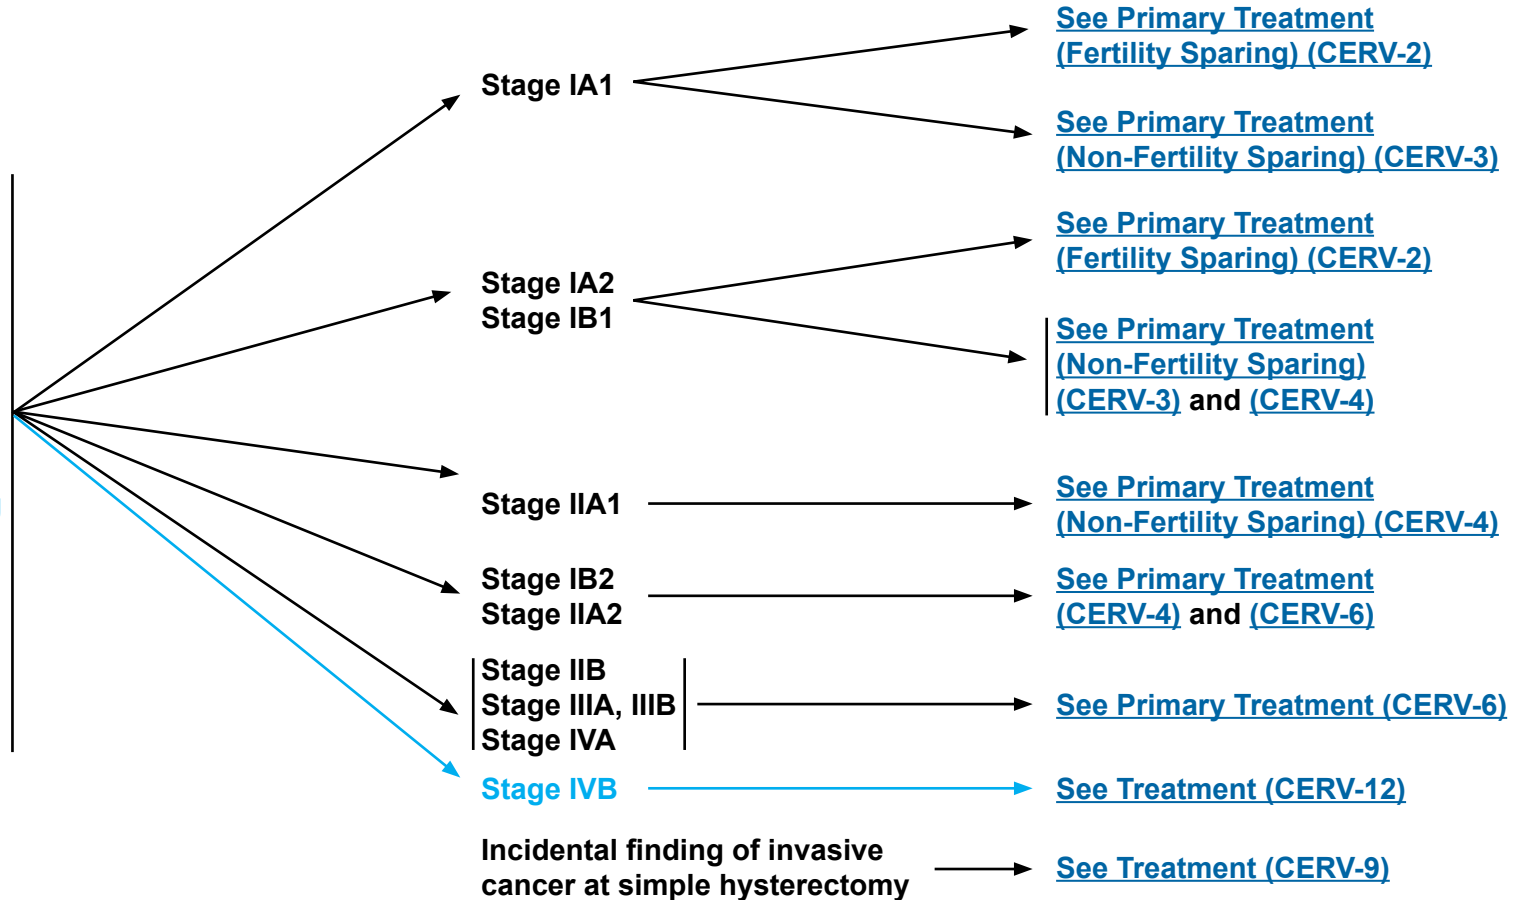 See Primary Treatment
(Fertility Sparing) (CERV-2)
Stage IA1
See Primary Treatment
(Non-Fertility Sparing) (CERV-3)
See Primary Treatment
(Fertility Sparing) (CERV-2)
Stage IA2
Stage IB1
See Primary Treatment
(Non-Fertility Sparing)
(CERV-3) and (CERV-4)
Stage IIA1
See Primary Treatment
(Non-Fertility Sparing) (CERV-4)
Stage IB2
Stage IIA2
See Primary Treatment
(CERV-4) and (CERV-6)
Stage IIB
Stage IIIA, IIIB
Stage IVA
See Primary Treatment (CERV-6)
Stage IVB
See Treatment (CERV-12)
Incidental finding of invasive
cancer at simple hysterectomy
See Treatment (CERV-9)